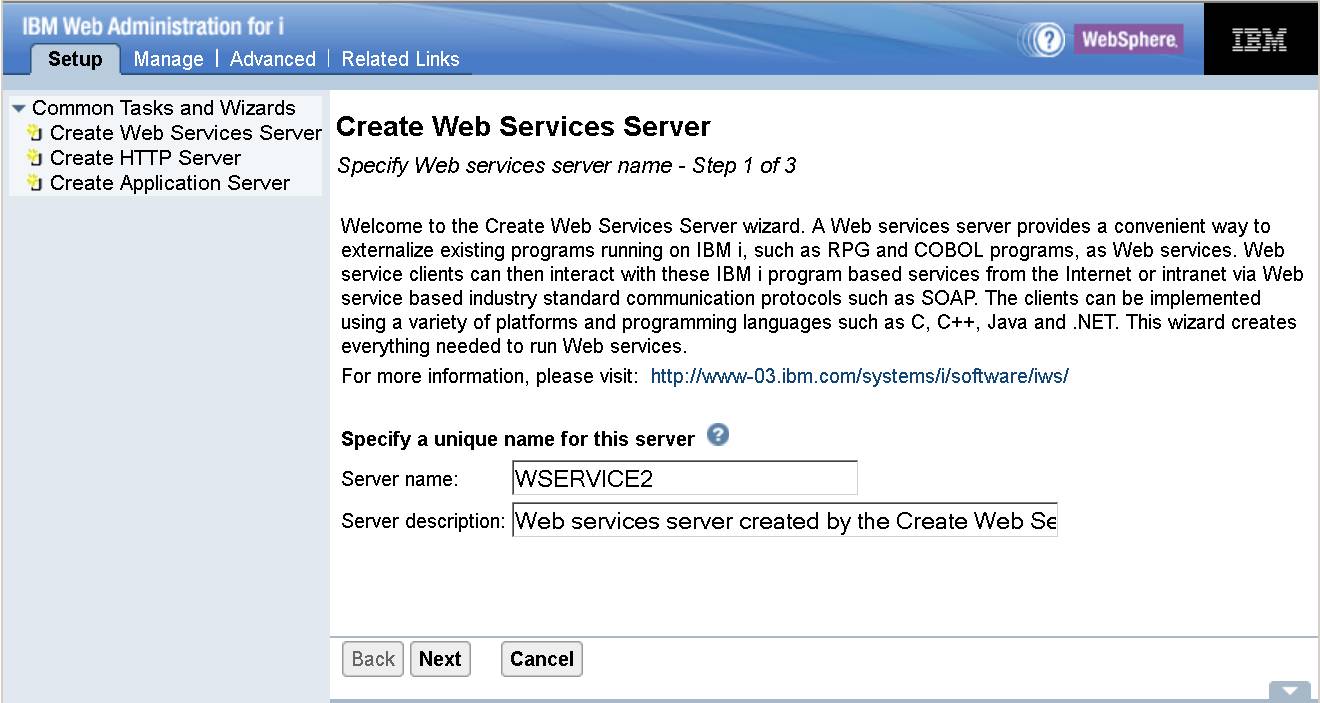 IBM Web Administration for i
Setup Manage | Advanced | Related Links
? WebSphere. IBM
Common Tasks and Wizards
Create Web Services Server
Create HTTP Server
Create Application Server
Create Web Services Server
Specify Web services server name - Step 1 of 3
Welcome to the Create Web Services Server wizard. A Web services server provides a convenient way to
externalize existing programs running on IBM i, such as RPG and COBOL programs, as Web services. Web
service clients can then interact with these IBM i program based services from the Internet or intranet via Web
service based industry standard communication protocols such as SOAP. The clients can be implemented
using a variety of platforms and programming languages such as C, C++, Java and .NET. This wizard creates
everything needed to run Web services.
For more information, please visit: http://www-03.ibm.com/systems/i/software/iws/
Specify a unique name for this server ?
Server name: WSERVICE2
Server description: Web services server created by the Create Web Se
Back Next Cancel